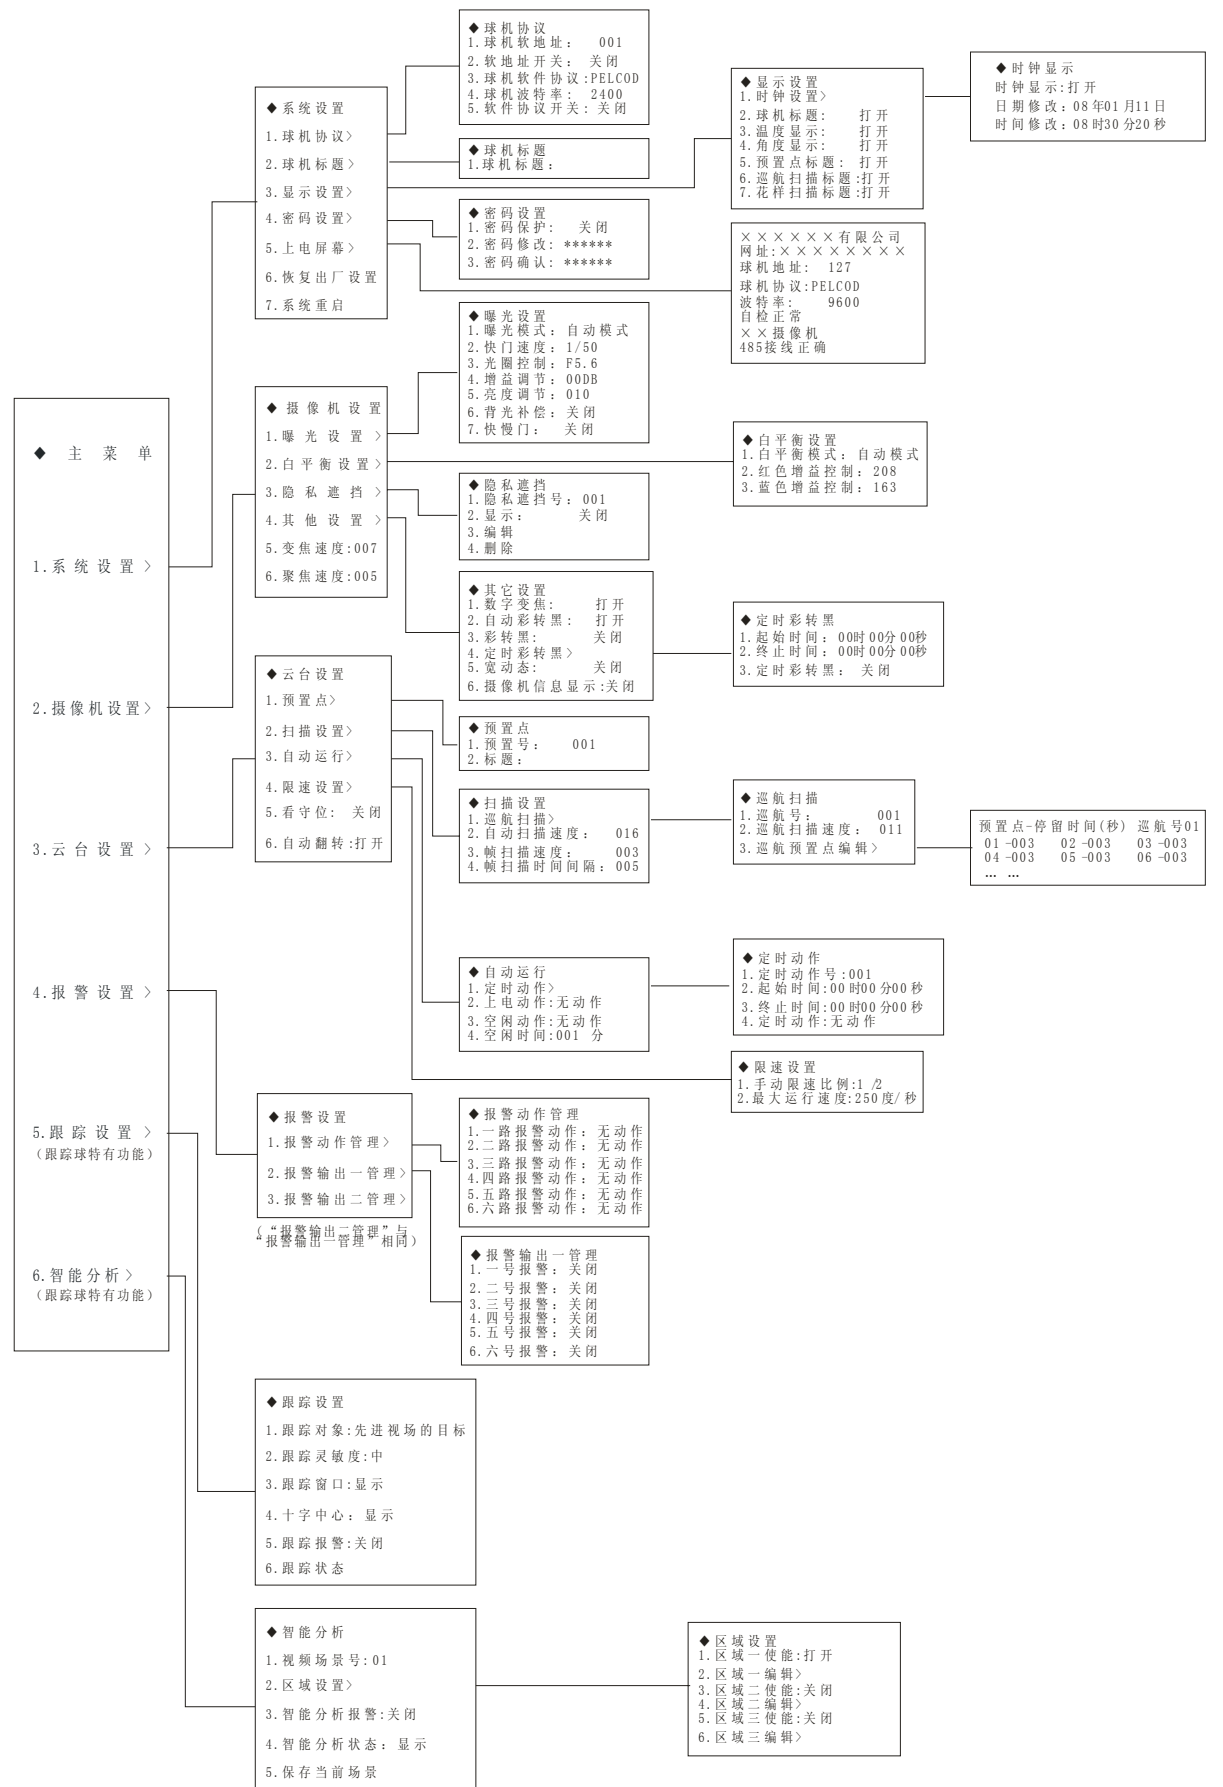 ◆ 主 菜 单
1.系统设置〉
2.摄像机设置〉
3.云台设置〉
4.报警设置〉
5.跟踪设置〉
（跟踪球特有功能）
6.智能分析〉
（跟踪球特有功能）
◆系统设置
1.球机协议〉
2.球机标题〉
3.显示设置〉
4.密码设置〉
5.上电屏幕〉
6.恢复出厂设置
7.系统重启
◆球机协议
1.球机软地址： 001
2.软地址开关： 关闭
3.球机软件协议:PELCOD
4.球机波特率: 2400
5.软件协议开关: 关闭
◆球机标题
1.球机标题：
◆显示设置
1.时钟设置〉
2.球机标题: 打开
3.温度显示: 打开
4.角度显示: 打开
5.预置点标题: 打开
6.巡航扫描标题:打开
7.花样扫描标题:打开
◆时钟显示
时钟显示:打开
日期修改：08年01月11日
时间修改：08时30分20秒
◆密码设置
1.密码保护: 关闭
2.密码修改: ******
3.密码确认: ******
××××××有限公司
网址:××××××××
球机地址: 127
球机协议:PELCOD
波特率: 9600
自检正常
××摄像机
485接线正确
◆摄像机设置
1.曝光设置〉
2.白平衡设置〉
3.隐私遮挡〉
4.其他设置〉
5.变焦速度:007
6.聚焦速度:005
◆曝光设置
1.曝光模式：自动模式
2.快门速度：1/50
3.光圈控制：F5.6
4.增益调节：00DB
5.亮度调节：010
6.背光补偿：关闭
7.快慢门： 关闭
◆白平衡设置
1.白平衡模式：自动模式
2.红色增益控制：208
3.蓝色增益控制：163
◆隐私遮挡
1.隐私遮挡号：001
2.显示： 关闭
3.编辑
4.删除
◆其它设置
1.数字变焦: 打开
2.自动彩转黑: 打开
3.彩转黑: 关闭
4.定时彩转黑〉
5.宽动态: 关闭
6.摄像机信息显示:关闭
◆定时彩转黑
1.起始时间：00时00分00秒
2.终止时间：00时00分00秒
3.定时彩转黑： 关闭
◆云台设置
1.预置点〉
2.扫描设置〉
3.自动运行〉
4.限速设置〉
5.看守位: 关闭
6.自动翻转:打开
◆预置点
1.预置号： 001
2.标题：
◆扫描设置
1.巡航扫描〉
2.自动扫描速度： 016
3.帧扫描速度： 003
4.帧扫描时间间隔：005
◆巡航扫描
1.巡航号： 001
2.巡航扫描速度： 011
3.巡航预置点编辑〉
预置点-停留时间(秒) 巡航号01
01-003 02-003 03-003
04-003 05-003 06-003
… …
◆自动运行
1.定时动作〉
2.上电动作:无动作
3.空闲动作:无动作
4.空闲时间:001 分
◆定时动作
1.定时动作号:001
2.起始时间:00时00分00秒
3.终止时间:00时00分00秒
4.定时动作:无动作
◆限速设置
1.手动限速比例:1/2
2.最大运行速度:250度/秒
◆报警设置
1.报警动作管理〉
2.报警输出一管理〉
3.报警输出二管理〉
（“报警输出二管理”与
“报警输出一管理”相同）
◆报警动作管理
1.一路报警动作：无动作
2.二路报警动作：无动作
3.三路报警动作：无动作
4.四路报警动作：无动作
5.五路报警动作：无动作
6.六路报警动作：无动作
◆报警输出一管理
1.一号报警：关闭
2.二号报警：关闭
3.三号报警：关闭
4.四号报警：关闭
5.五号报警：关闭
6.六号报警：关闭
◆跟踪设置
1.跟踪对象:先进视场的目标
2.跟踪灵敏度:中
3.跟踪窗口:显示
4.十字中心：显示
5.跟踪报警:关闭
6.跟踪状态
◆智能分析
1.视频场景号:01
2.区域设置〉
3.智能分析报警:关闭
4.智能分析状态：显示
5.保存当前场景
◆区域设置
1.区域一使能:打开
2.区域一编辑〉
3.区域二使能:关闭
4.区域二编辑〉
5.区域三使能:关闭
6.区域三编辑〉